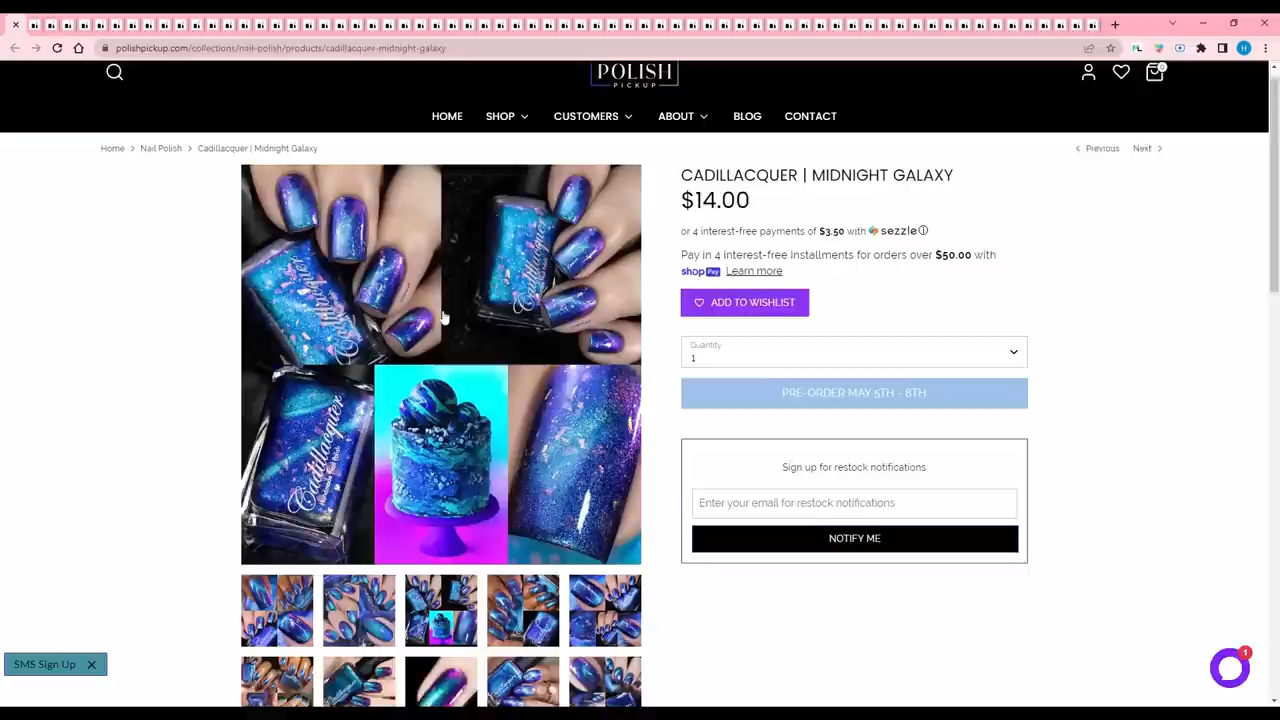 polishpickup.com/collections/nail-polish/products/cadillacquer-midnight-galaxy
H
POLISH
PICKUP
0
HOME
SHOP
CUSTOMERS
ABOUT
BLOG
CONTACT
Home > Nail Polish > Cadillacquer | Midnight Galaxy
< Previous Next >
CADILLACQUER | MIDNIGHT GALAXY
$14.00
or 4 interest-free payments of $3.50 with sezzle
Pay in 4 interest-free installments for orders over $50.00 with
shop Pay Learn more
ADD TO WISHLIST
Quantity
1
PRE-ORDER MAY 5TH - 8TH
Sign up for restock notifications
Enter your email for restock notifications
NOTIFY ME
Cadillacquer
Cadillacquer
Cadillacquer
SMS Sign Up
1